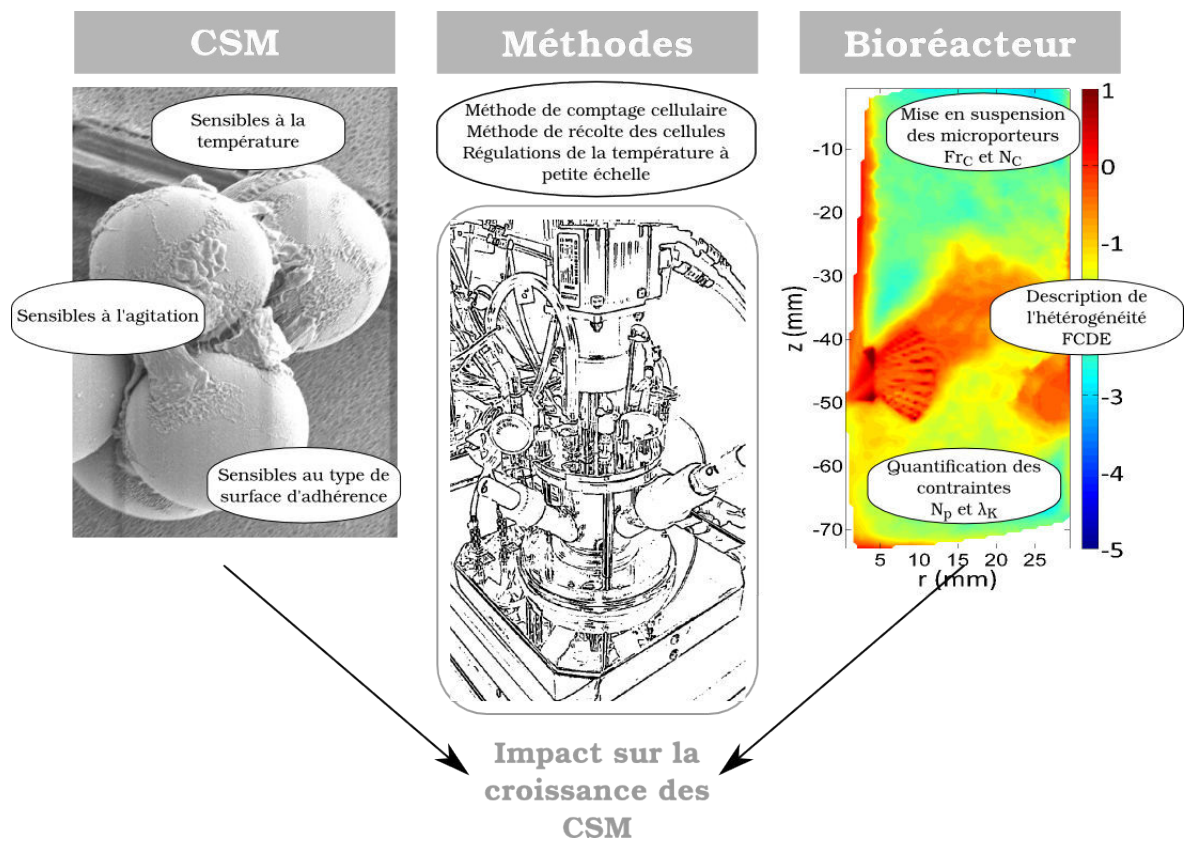 CSM
Méthodes
Bioréacteur
Sensibles à la
température
Sensibles à l'agitation
Sensibles au type de
surface d'adhérence
Méthode de comptage cellulaire
Méthode de récolte des cellules
Régulations de la température à
petite échelle
Mise en suspension
des microporteurs
FrC et NC
Description de
l'hétérogénéité
FCDE
Quantification des
contraintes
Np et λK
z (mm)
-10
-20
-30
-40
-50
-60
-70
5 10 15 20 25
r (mm)
1
0
-1
-3
-4
-5
Impact sur la
croissance des
CSM